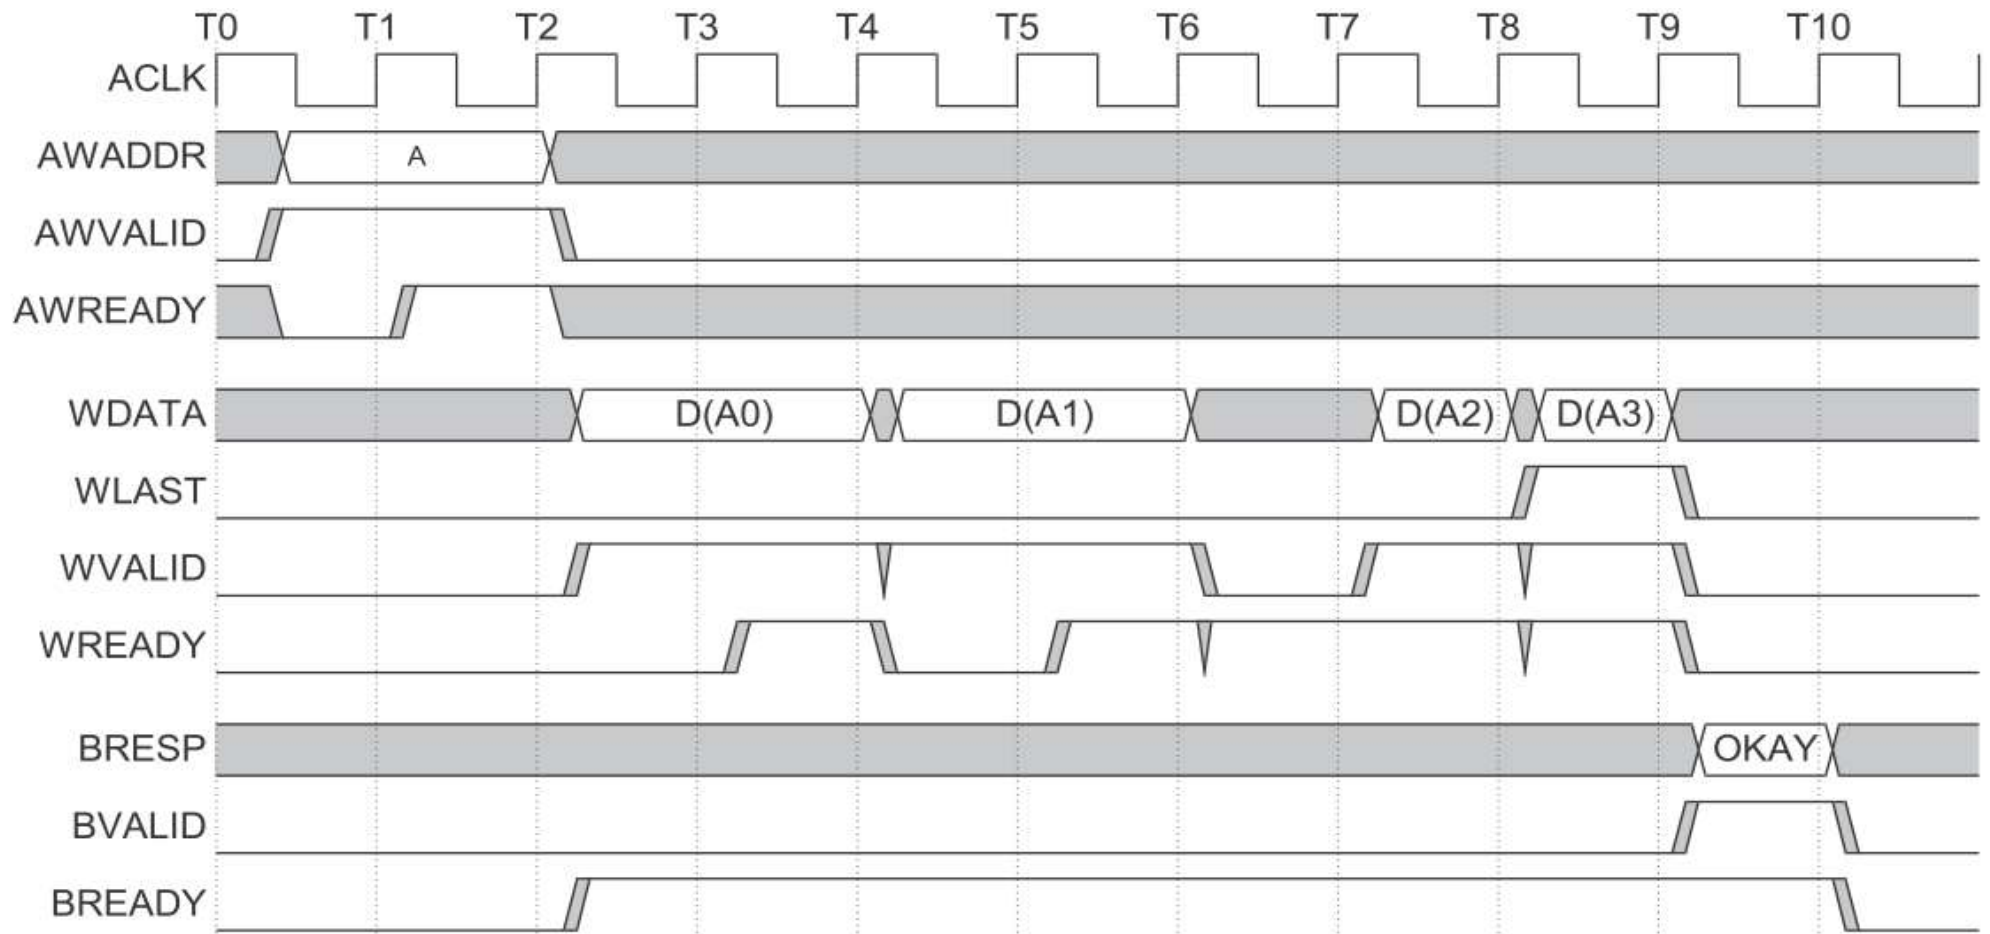 T0 T1 T2 T3 T4 T5 T6 T7 T8 T9 T10
ACLK
AWADDR A
AWVALID
AWREADY
WDATA D(A0) D(A1) D(A2) D(A3)
WLAST
WVALID
WREADY
BRESP OKAY
BVALID
BREADY